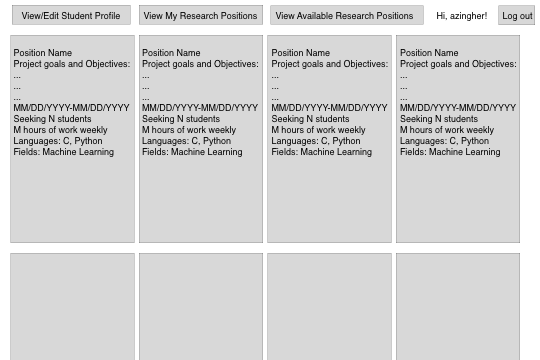 View/Edit Student Profile
View My Research Positions
View Available Research Positions
Hi, azingher!
Log out
Position Name
Project goals and Objectives:
...
...
...
MM/DD/YYYY-MM/DD/YYYY
Seeking N students
M hours of work weekly
Languages: C, Python
Fields: Machine Learning
Position Name
Project goals and Objectives:
...
...
...
MM/DD/YYYY-MM/DD/YYYY
Seeking N students
M hours of work weekly
Languages: C, Python
Fields: Machine Learning
Position Name
Project goals and Objectives:
...
...
...
MM/DD/YYYY-MM/DD/YYYY
Seeking N students
M hours of work weekly
Languages: C, Python
Fields: Machine Learning
Position Name
Project goals and Objectives:
...
...
...
MM/DD/YYYY-MM/DD/YYYY
Seeking N students
M hours of work weekly
Languages: C, Python
Fields: Machine Learning